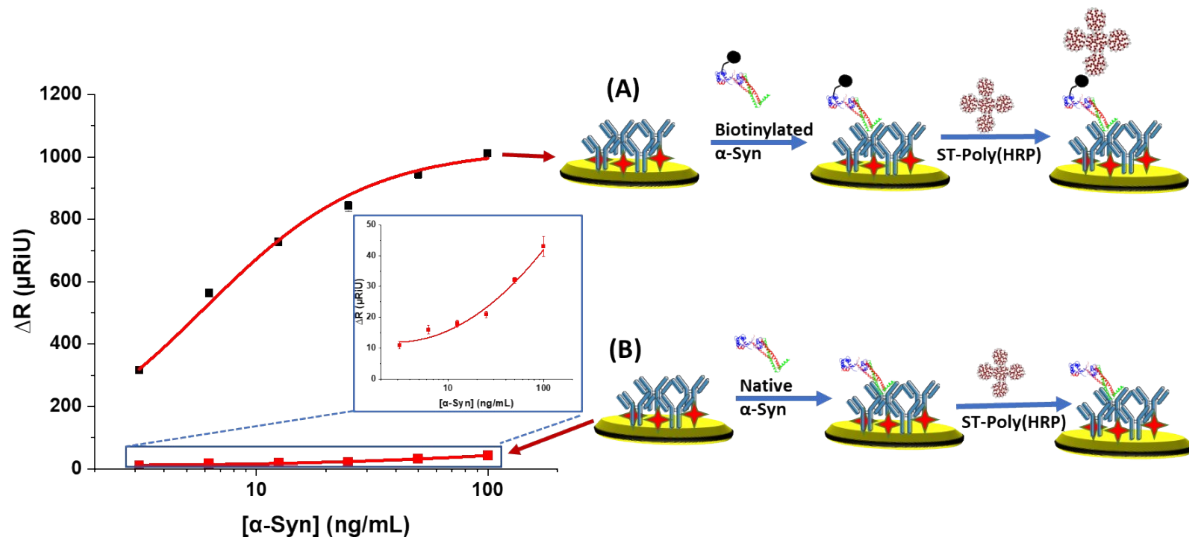 1200
1000
800
600
400
200
0
ΔR (µRiU)
10
100
[α-Syn] (ng/mL)
50
40
30
20
10
0
ΔR (µRiU)
10
100
[α-Syn] (ng/mL)
(A)
Biotinylated
α-Syn
ST-Poly(HRP)
(B)
Native
α-Syn
ST-Poly(HRP)